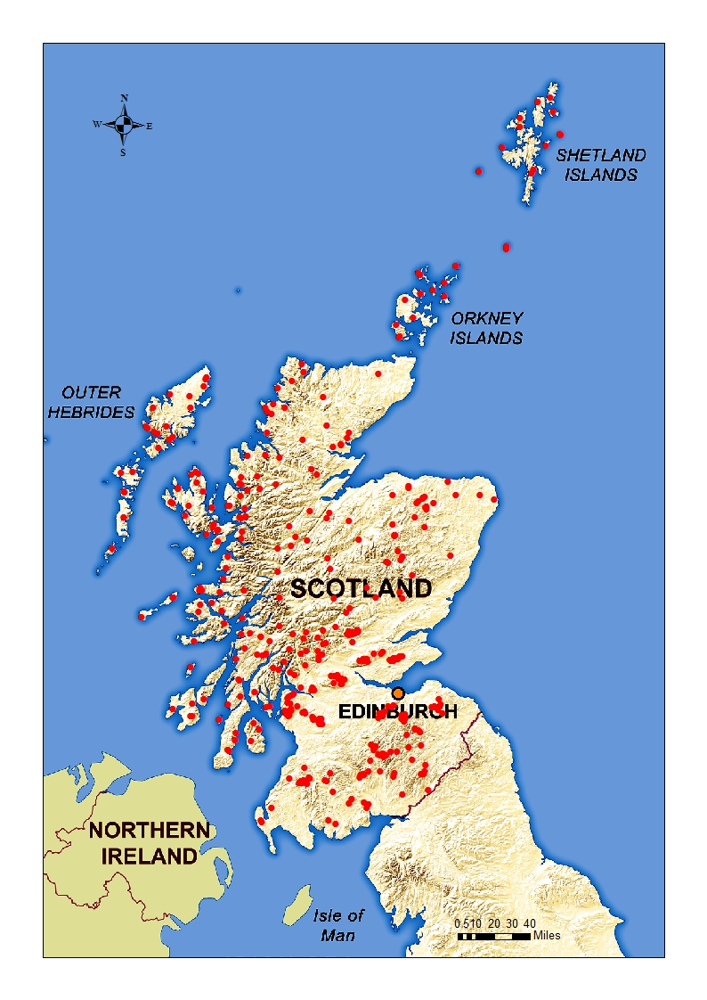 N
W E
S
SHETLAND
ISLANDS
ORKNEY
ISLANDS
OUTER
HEBRIDES
SCOTLAND
EDINBURGH
NORTHERN
IRELAND
Isle of
Man
0 5 10 20 30 40
Miles